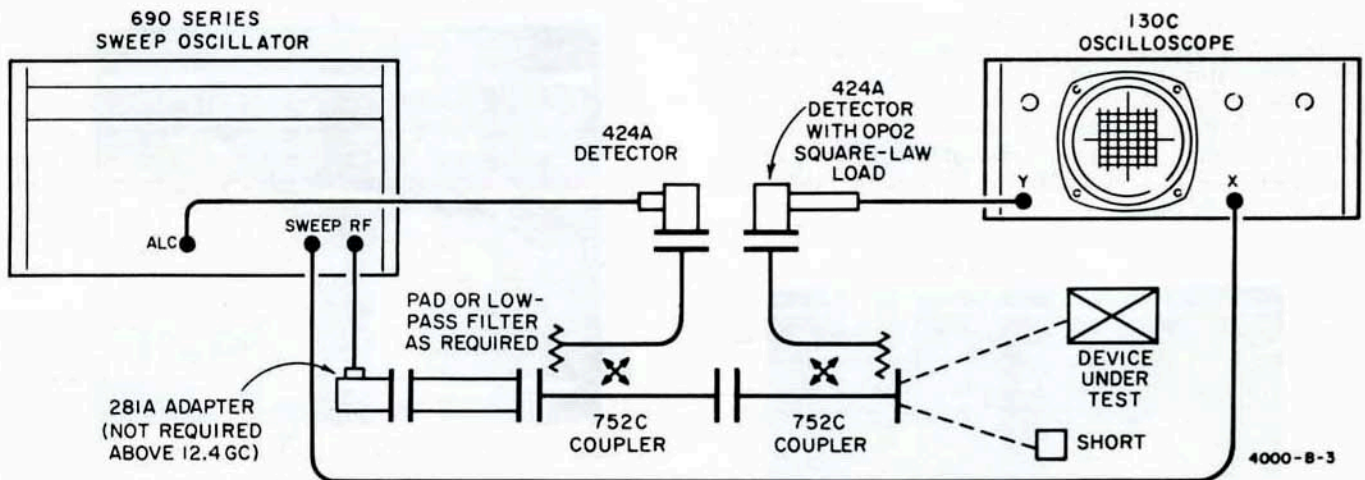 690 SERIES
SWEEP OSCILLATOR
130C
OSCILLOSCOPE
424A
DETECTOR
424A
DETECTOR
WITH OPO2
SQUARE-LAW
LOAD
Y
X
ALC
SWEEP RF
PAD OR LOW-
PASS FILTER
AS REQUIRED
281A ADAPTER
(NOT REQUIRED
ABOVE 12.4 GC)
752C
COUPLER
752C
COUPLER
DEVICE
UNDER
TEST
SHORT
4000-B-3